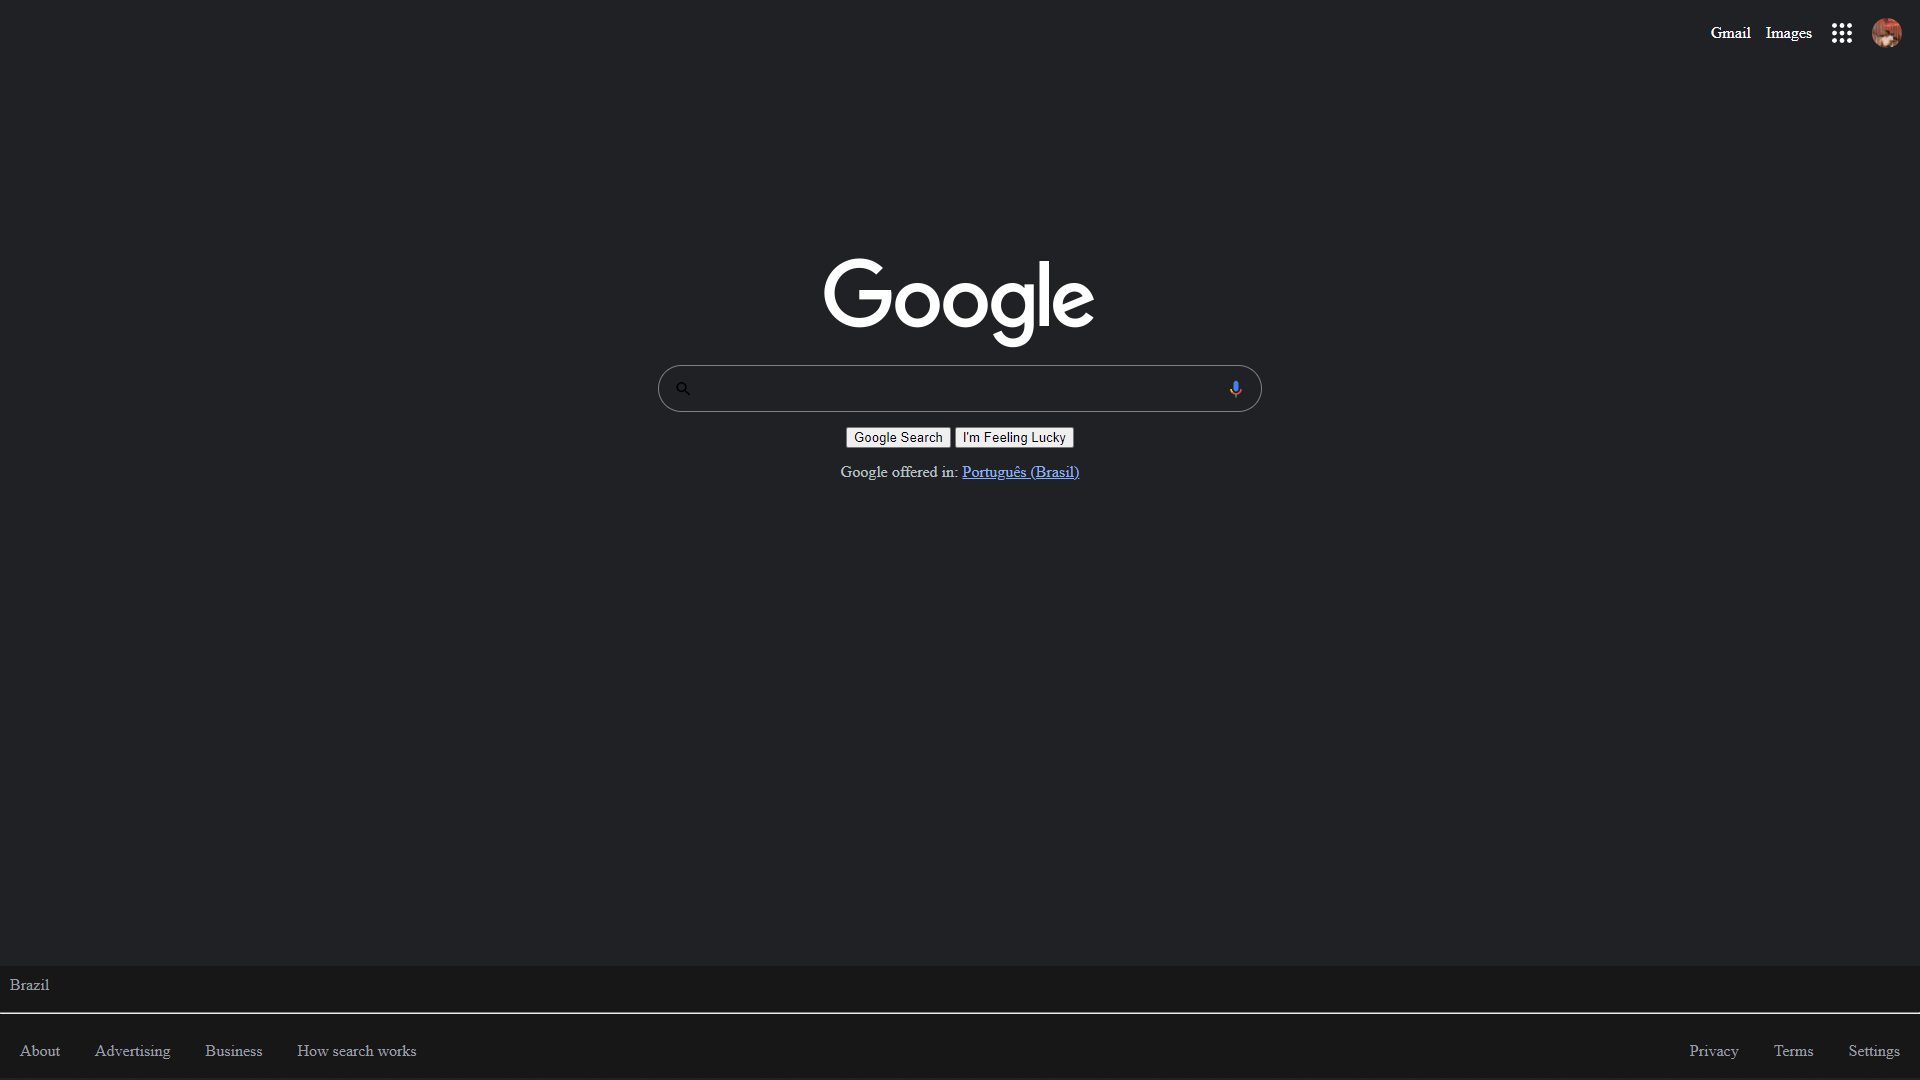 Gmail Images
Google
Google Search I'm Feeling Lucky
Google offered in: Português (Brasil)
Brazil
About Advertising Business How search works Privacy Terms Settings